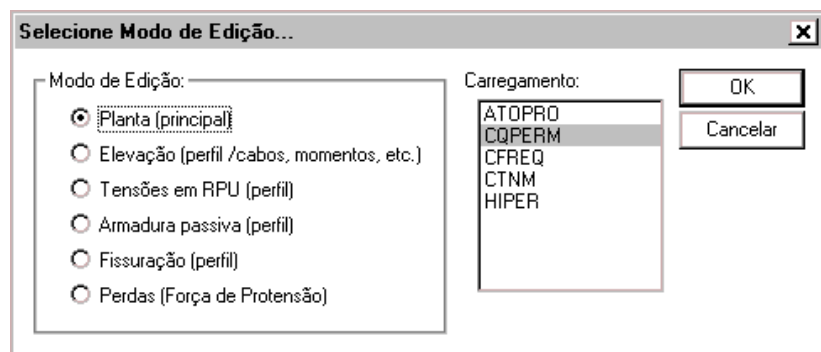 Selecione Modo de Edição...
Modo de Edição:
Planta (principal)
Elevação (perfil /cabos, momentos, etc.)
Tensões em RPU (perfil)
Armadura passiva (perfil)
Fissuração (perfil)
Perdas (Força de Protensão)
Carregamento:
ATOPRO
CQPERM
CFREQ
CTNM
HIPER
OK
Cancelar